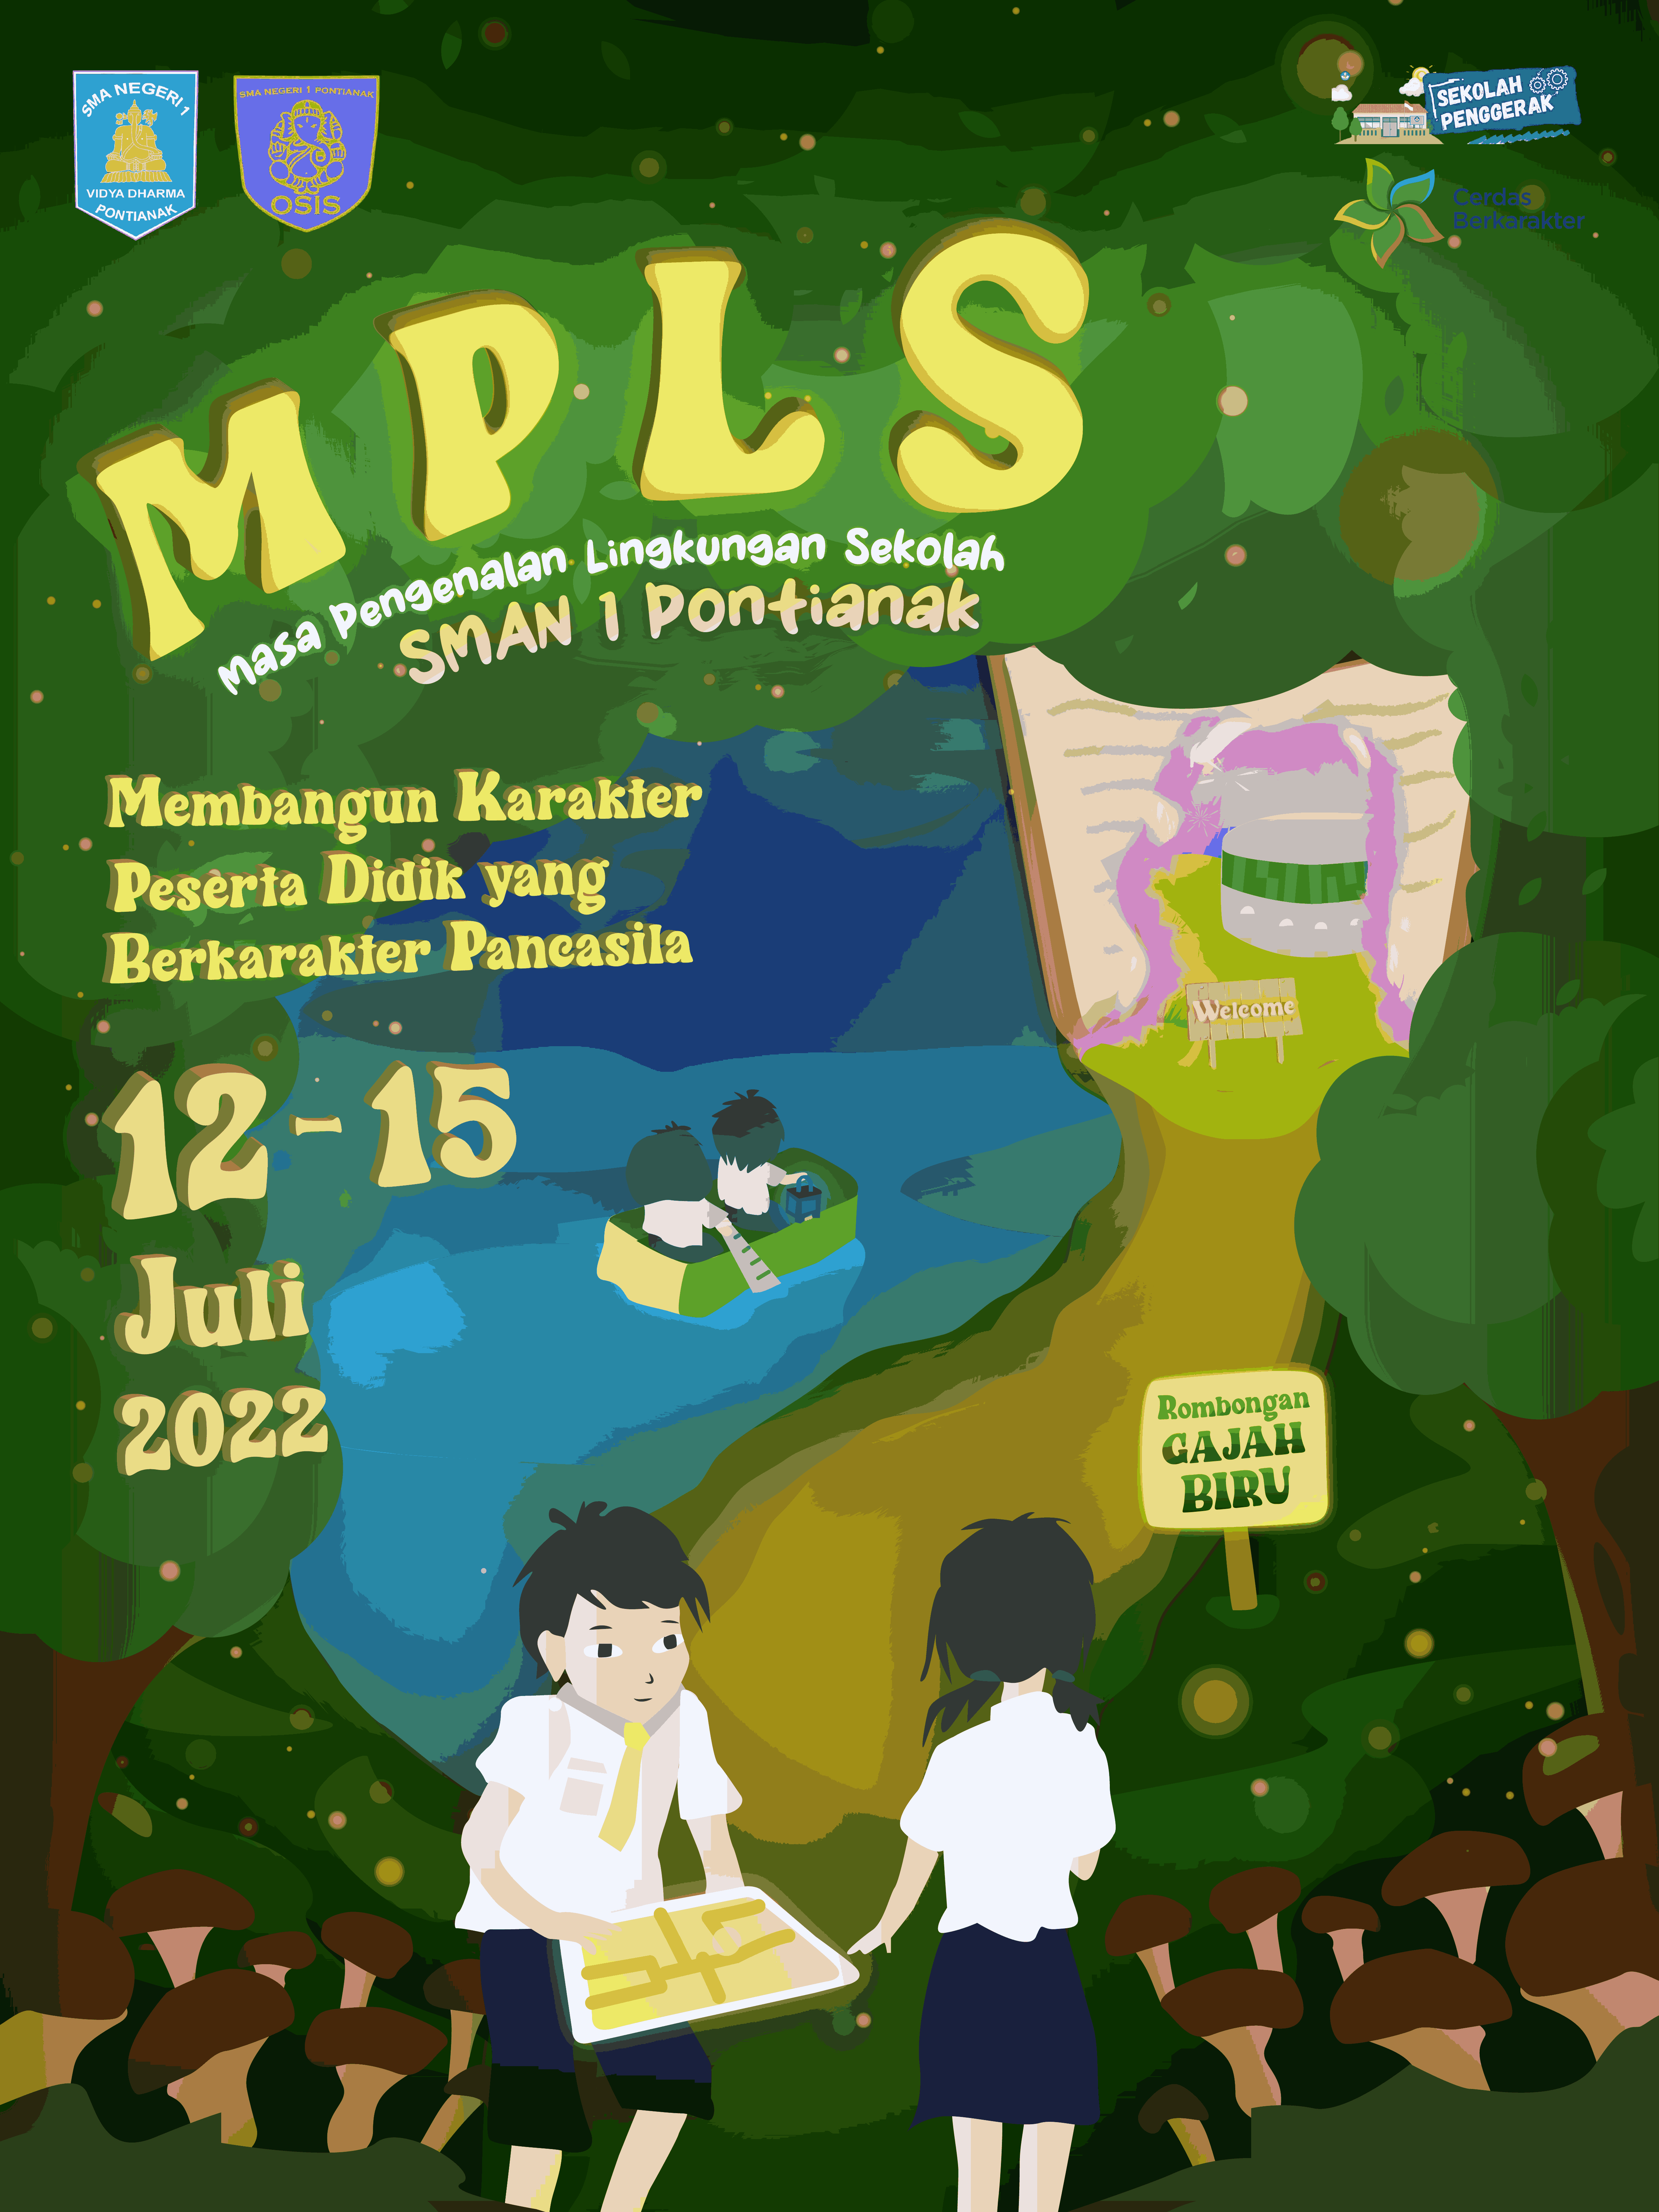 SMA NEGERI 1
VIDYA DHARMA
PONTIANAK
SMA NEGERI 1 PONTIANAK
OSIS
SEKOLAH
PENGGERAK
Cerdas
Berkarakter
MPLS
Masa Pengenalan Lingkungan Sekolah
SMAN 1 Pontianak
Membangun Karakter
Peserta Didik yang
Berkarakter Pancasila
12-15
Juli
2022
Welcome
Rombongan
GAJAH
BIRU